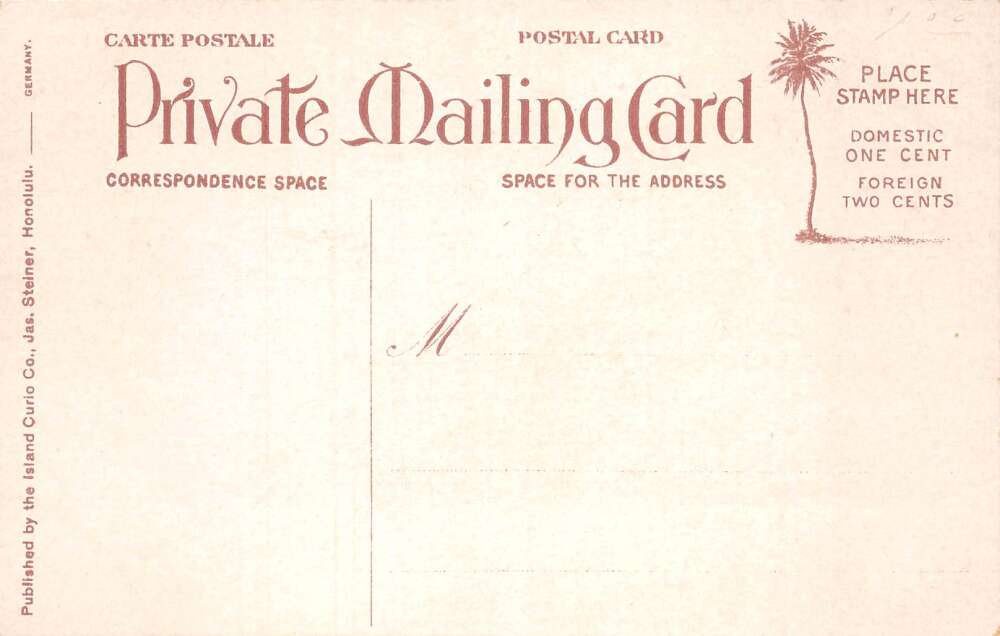 CARTE POSTALE
POSTAL CARD
Private Mailing Card
CORRESPONDENCE SPACE
SPACE FOR THE ADDRESS
PLACE
STAMP HERE
DOMESTIC
ONE CENT
FOREIGN
TWO CENTS
M
Published by the Island Curio Co., Jas. Steiner, Honolulu. — GERMANY.